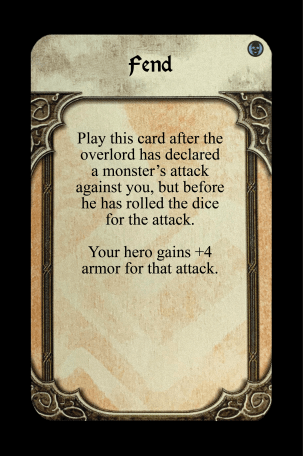 Fend
Play this card after the
overlord has declared
a monster's attack
against you, but before
he has rolled the dice
for the attack.
Your hero gains +4
armor for that attack.